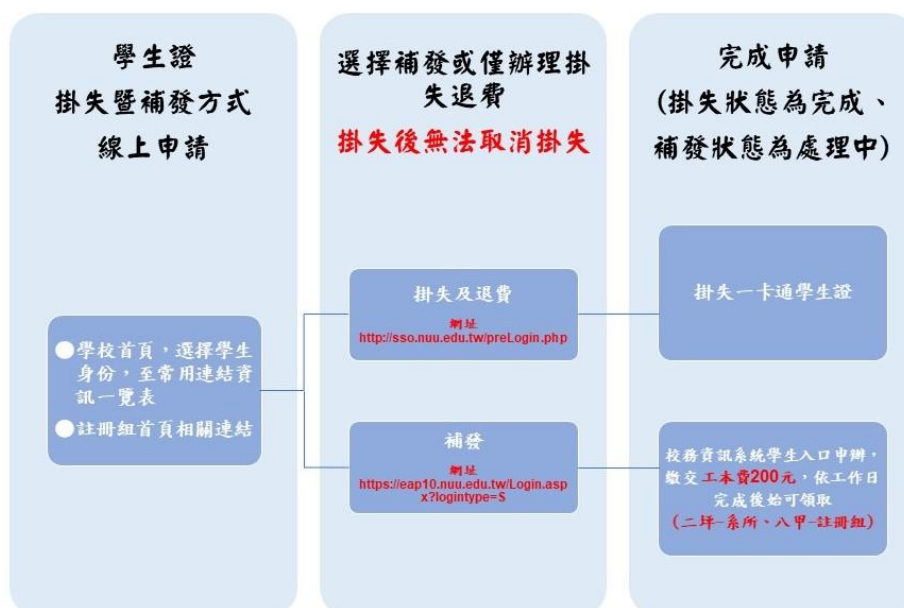 學生證
掛失暨補發方式
線上申請
●學校首頁，選擇學生
身份，至常用連結資
訊一覽表
●註冊組首頁相關連結
選擇補發或僅辦理掛
失退費
掛失後無法取消掛失
掛失及退費
網址
http://sso.nuu.edu.tw/preLogin.php
補發
網址
https://eap10.nuu.edu.tw/Login.asp
x?logintype=S
完成申請
(掛失狀態為完成、
補發狀態為處理中)
掛失一卡通學生證
校務資訊系統學生入口申辦，
繳交工本費200元，依工作日
完成後始可領取
(二坪-系所、八甲-註冊組)